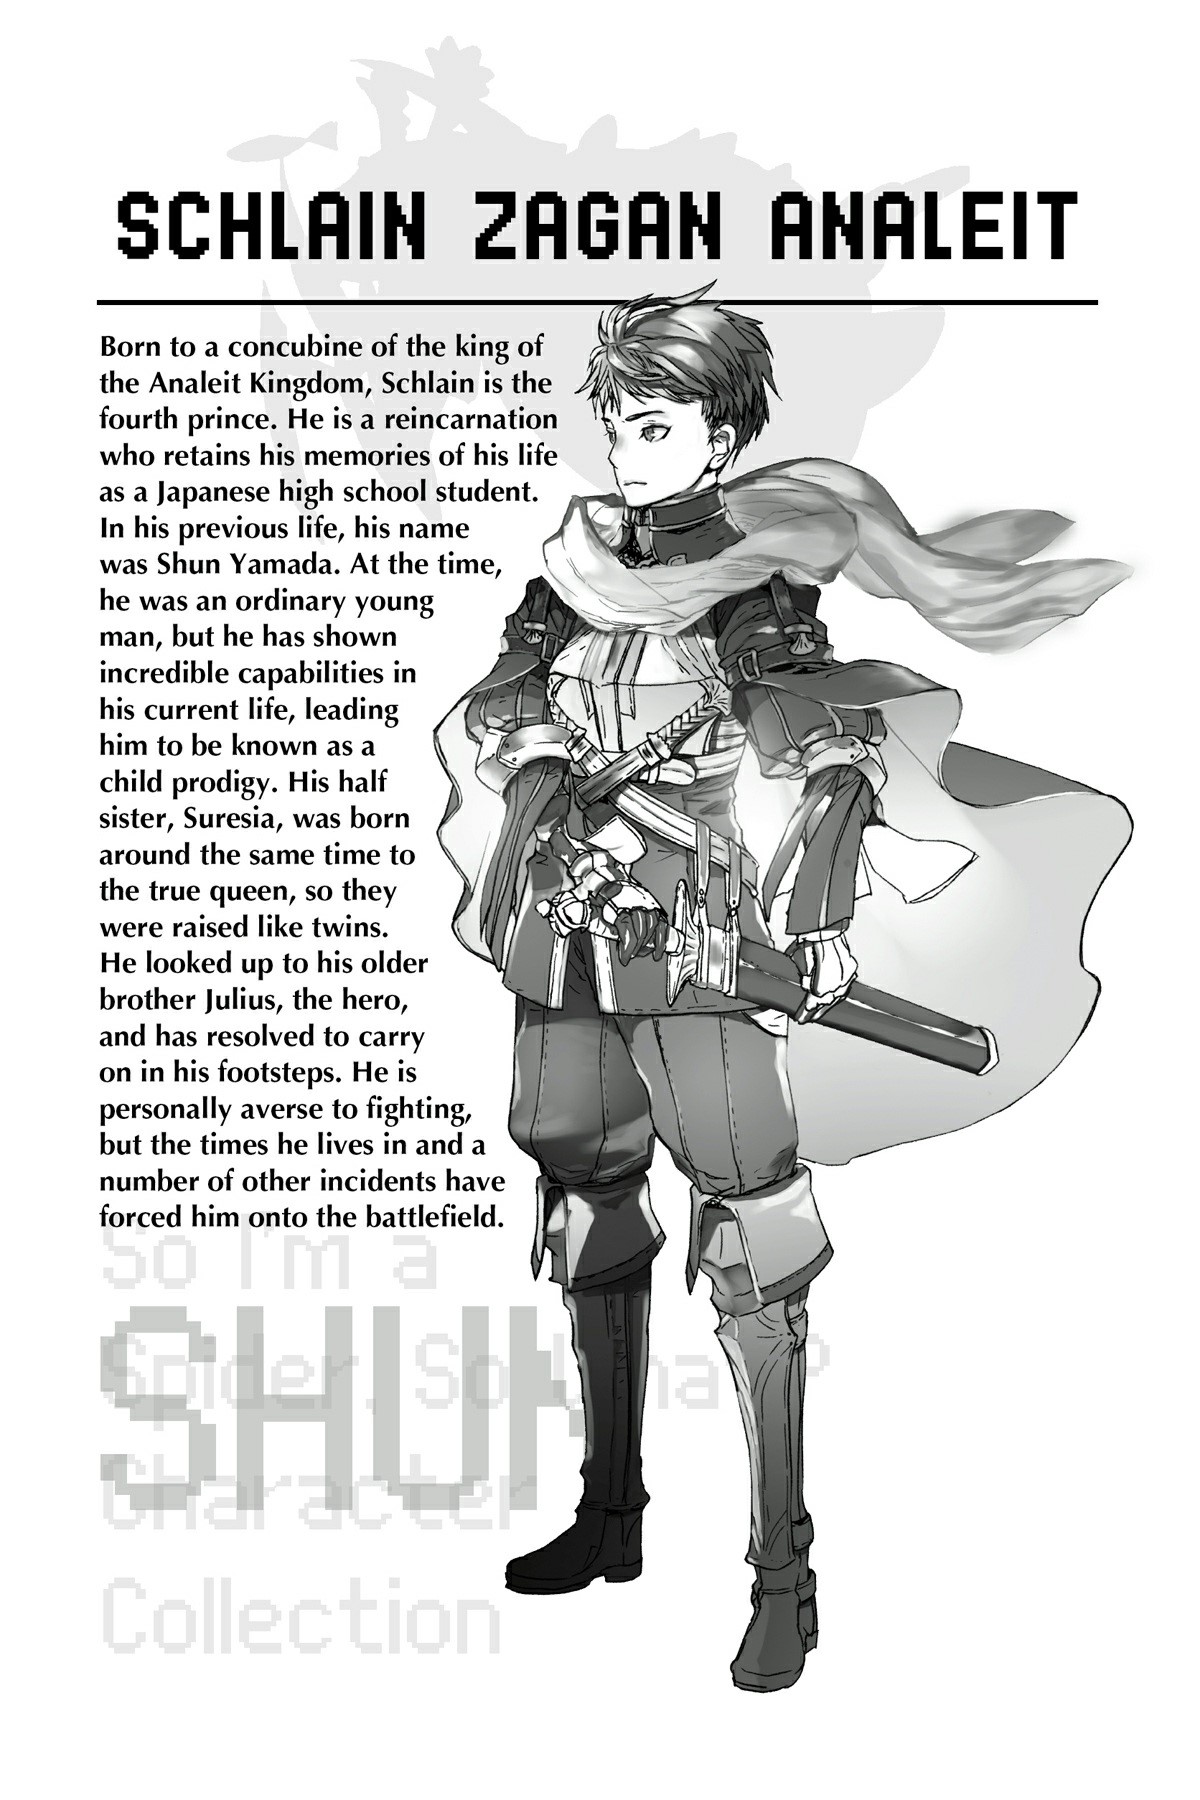 SCHLAIN ZAGAN ANALEIT
Born to a concubine of the king of
the Analeit Kingdom, Schlain is the
fourth prince. He is a reincarnation
who retains his memories of his life
as a Japanese high school student.
In his previous life, his name
was Shun Yamada. At the time,
he was an ordinary young
man, but he has shown
incredible capabilities in
his current life, leading
him to be known as a
child prodigy. His half
sister, Suresia, was born
around the same time to
the true queen, so they
were raised like twins.
He looked up to his older
brother Julius, the hero,
and has resolved to carry
on in his footsteps. He is
personally averse to fighting,
but the times he lives in and a
number of other incidents have
forced him onto the battlefield.
So I'm a
SHUN
Spider, So What?
Character
Collection